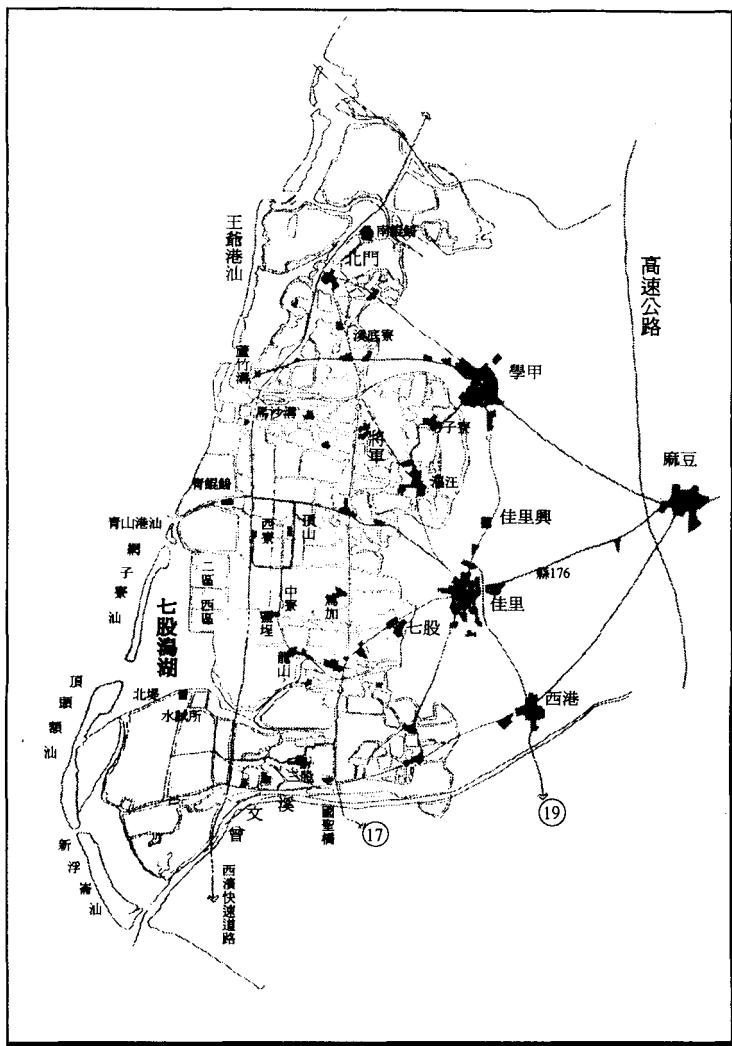 王爺港汕
南鯤鯓
北門
高速公路
溪底寮
蘆竹溝
學甲
馬沙溝
將軍
子寮
漚汪
麻豆
青鯤鯓
青山港汕
西寮
頂山
佳里興
網子寮汕
二區
西區
中寮
鹽埕
篤加
縣176
佳里
七股潟湖
七股
龍山
頂頭額汕
北堤
水試所
西港
三股
曾文溪
國聖橋
17
19
新浮崙汕
西濱快速道路